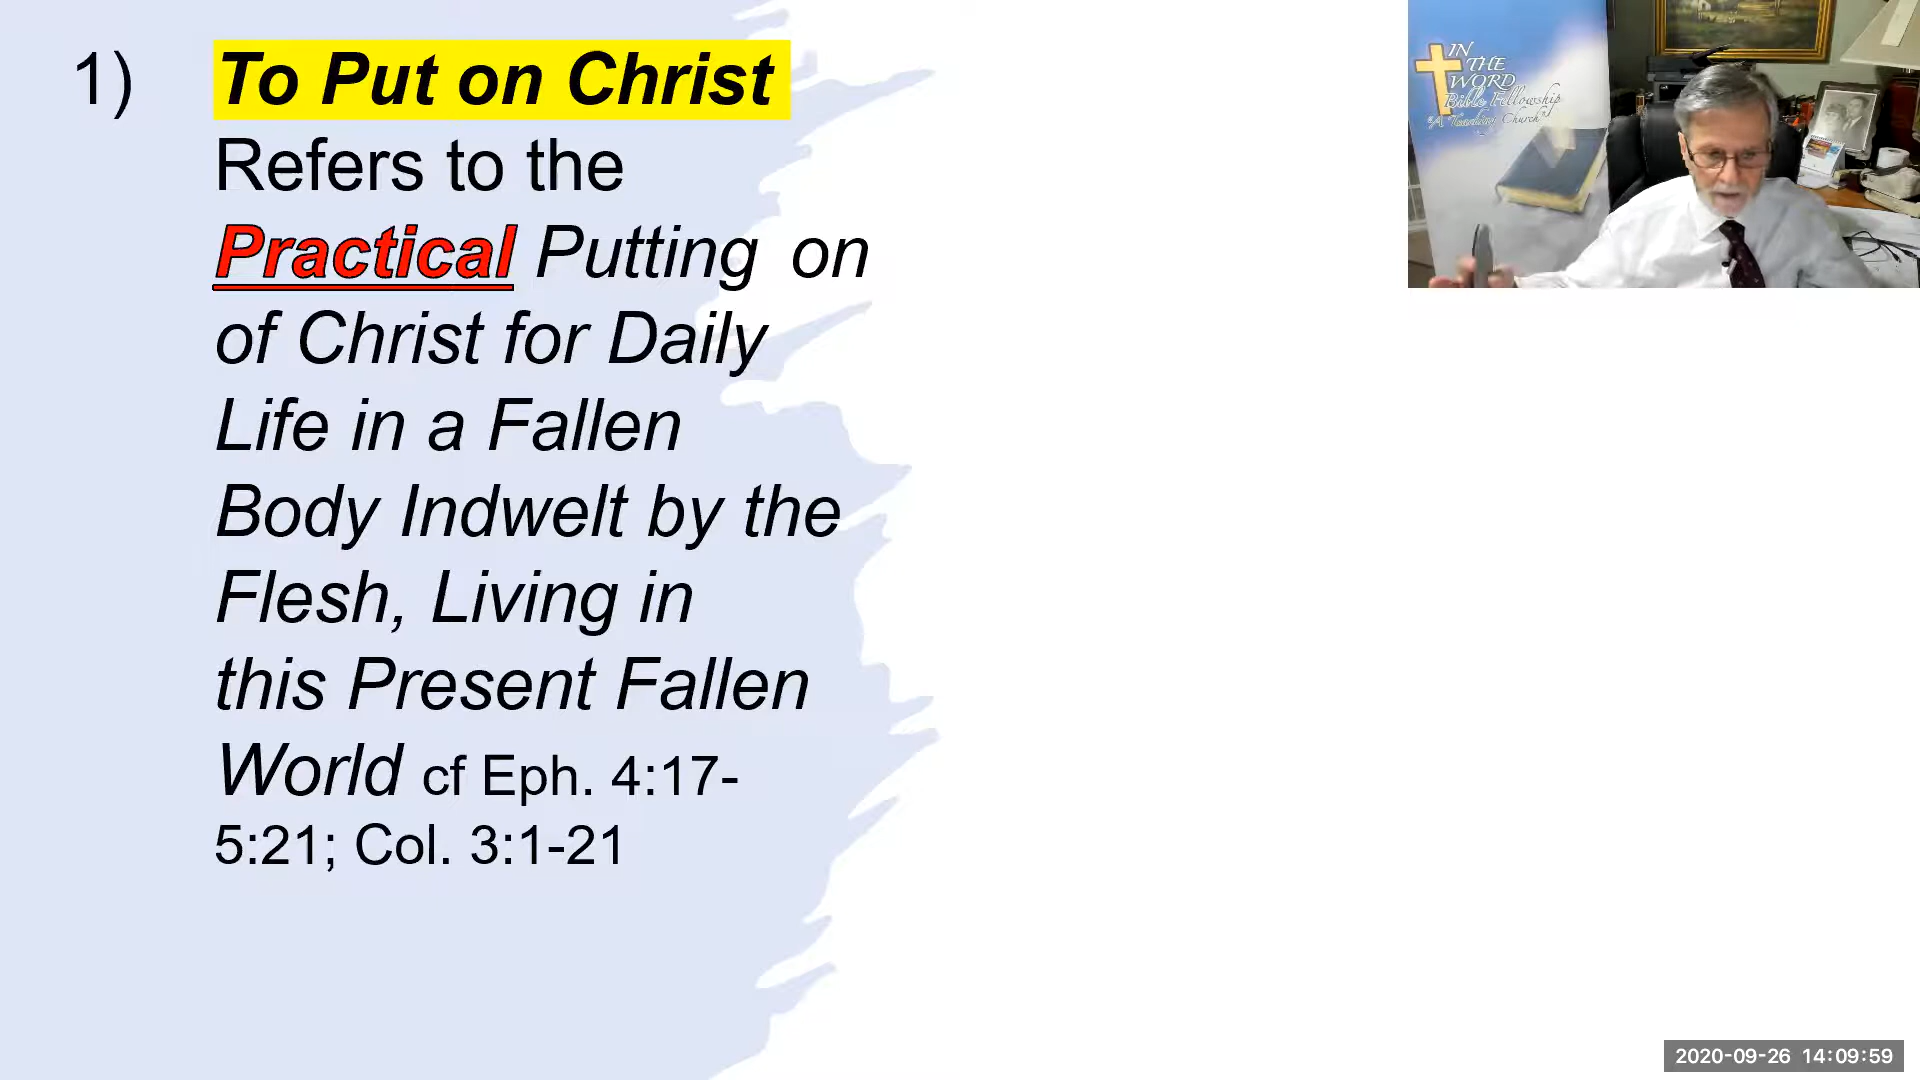 1) To Put on Christ
Refers to the
Practical Putting on
of Christ for Daily
Life in a Fallen
Body Indwelt by the
Flesh, Living in
this Present Fallen
World cf Eph. 4:17-
5:21; Col. 3:1-21
IN
THE
WORD
Bible Fellowship
"A Teaching Church"
2020-09-26 14:09:59